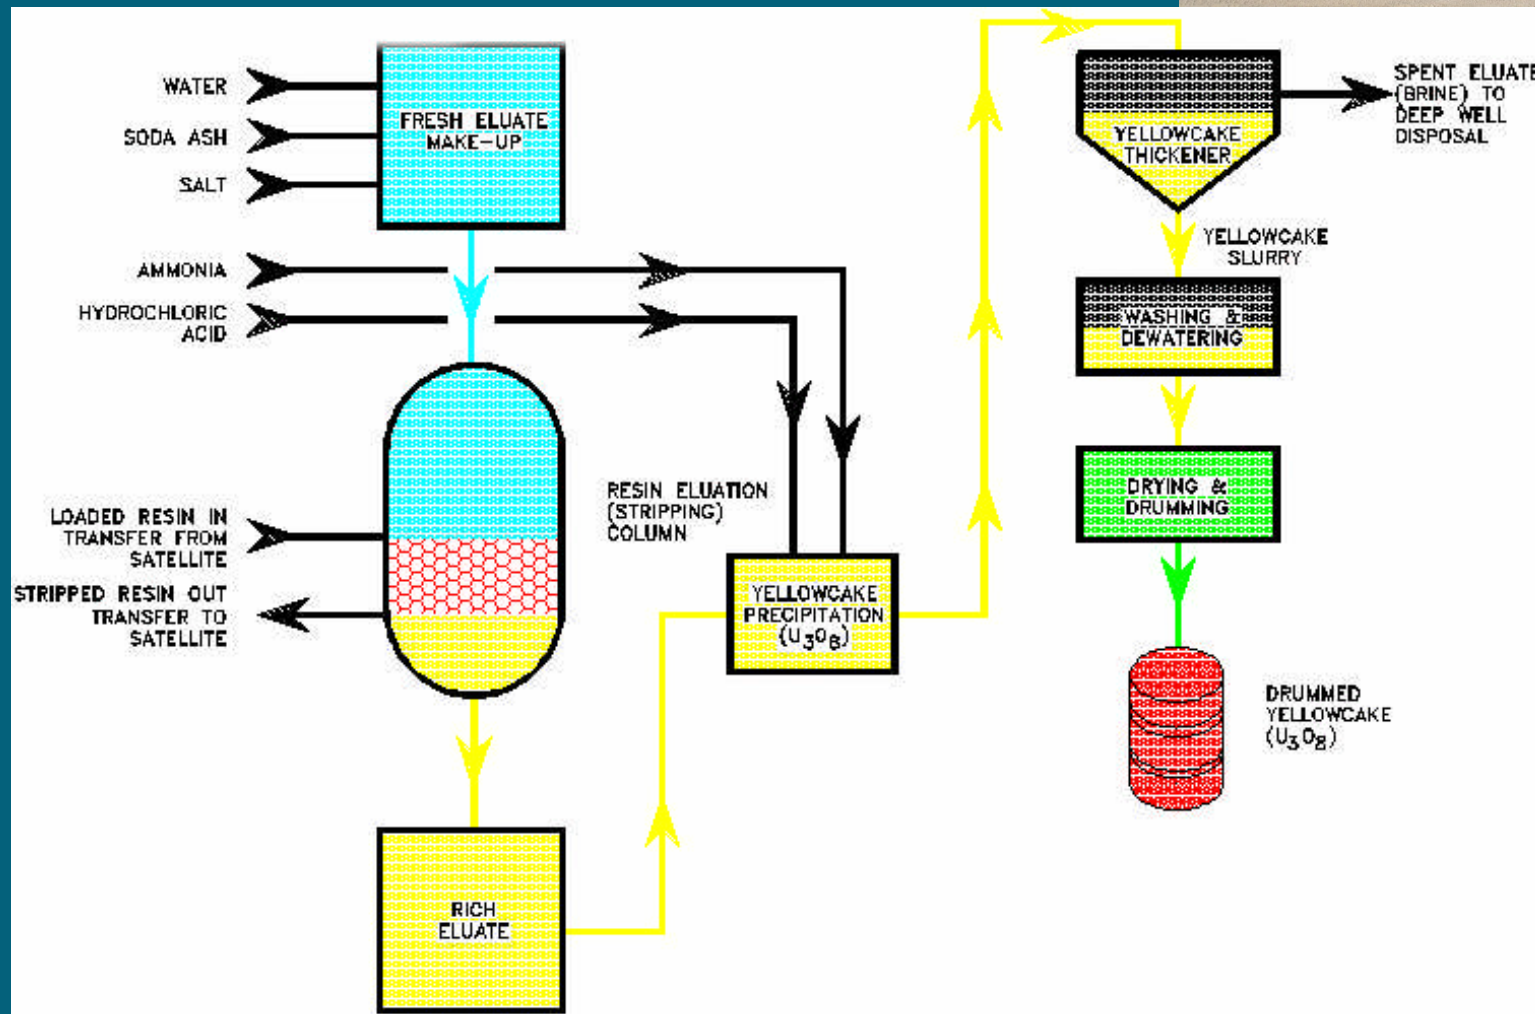 WATER
SODA ASH
SALT
FRESH ELUATE
MAKE-UP
AMMONIA
HYDROCHLORIC
ACID
LOADED RESIN IN
TRANSFER FROM
SATELLITE
STRIPPED RESIN OUT
TRANSFER TO
SATELLITE
RESIN ELUATION
(STRIPPING)
COLUMN
RICH
ELUATE
YELLOWCAKE
PRECIPITATION
(U₃O₈)
YELLOWCAKE
THICKENER
SPENT ELUATE
(BRINE) TO
DEEP WELL
DISPOSAL
YELLOWCAKE
SLURRY
WASHING &
DEWATERING
DRYING &
DRUMMING
DRUMMED
YELLOWCAKE
(U₃O₈)